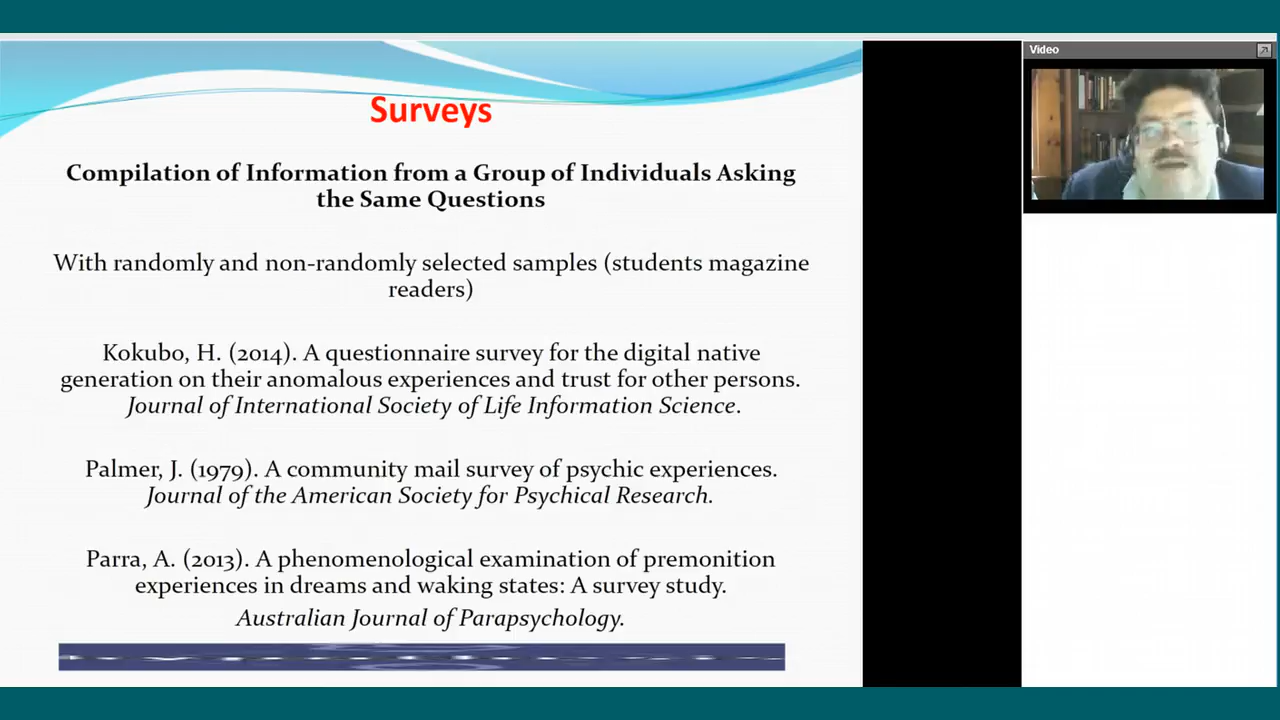 Surveys
Compilation of Information from a Group of Individuals Asking
the Same Questions
With randomly and non-randomly selected samples (students magazine
readers)
Kokubo, H. (2014). A questionnaire survey for the digital native
generation on their anomalous experiences and trust for other persons.
Journal of International Society of Life Information Science.
Palmer, J. (1979). A community mail survey of psychic experiences.
Journal of the American Society for Psychical Research.
Parra, A. (2013). A phenomenological examination of premonition
experiences in dreams and waking states: A survey study.
Australian Journal of Parapsychology.
Video